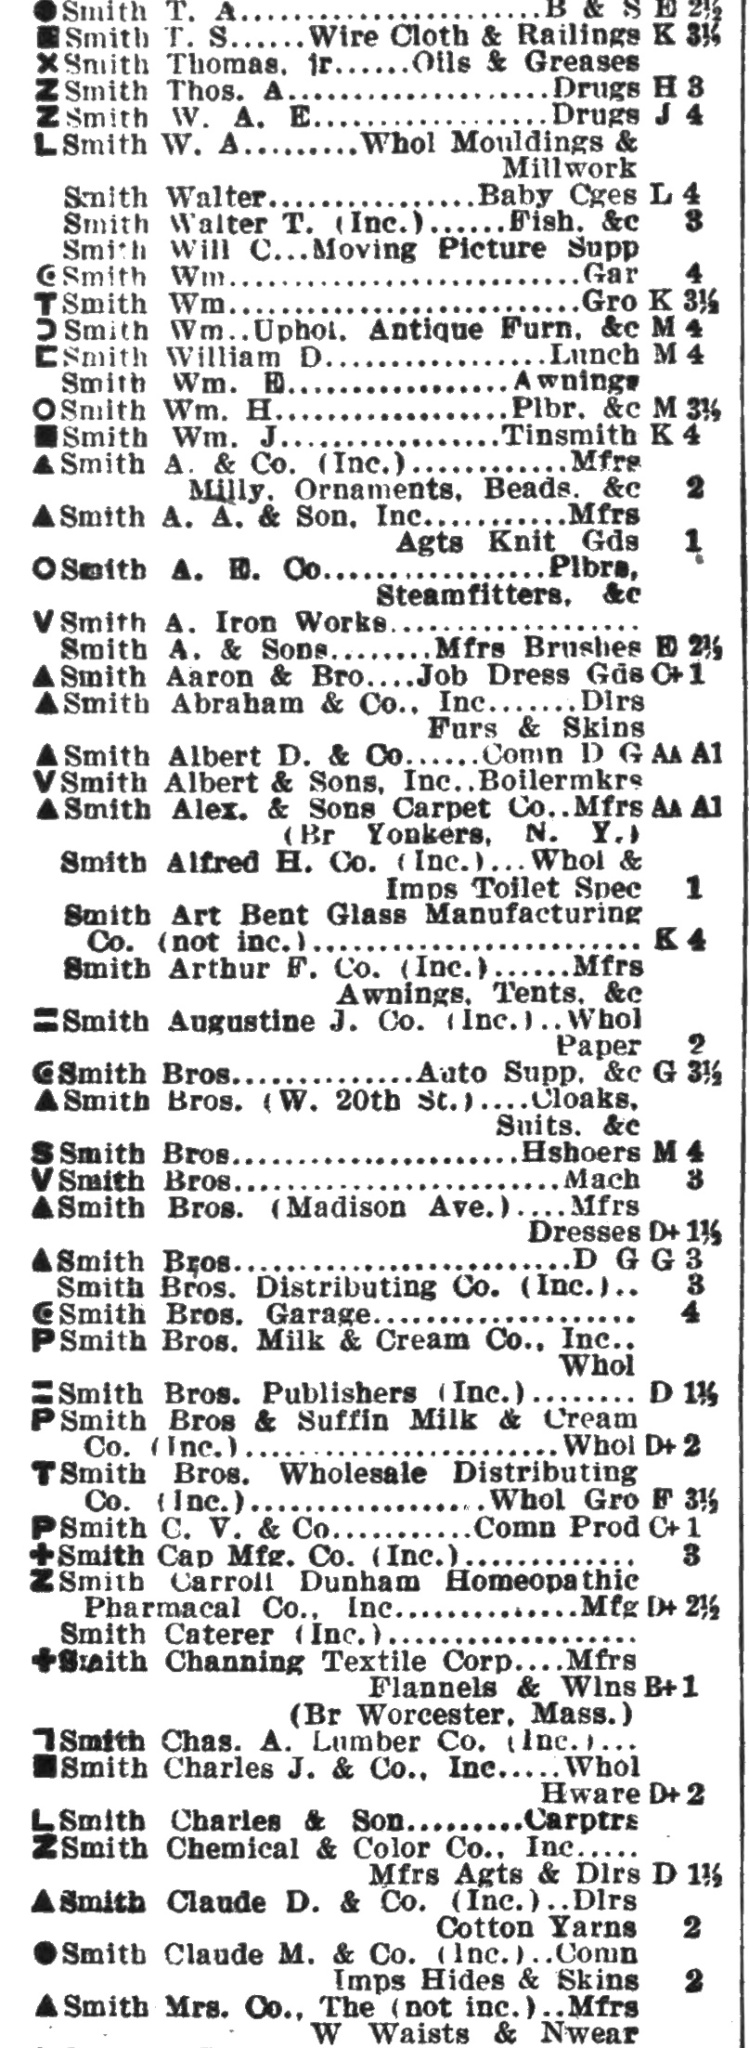 ●Smith T. A......................B & S E 2½
■Smith T. S......Wire Cloth & Railings K 3½
XSmith Thomas, Jr......Oils & Greases
ZSmith Thos. A...................Drugs H 3
ZSmith W. A. E.................Drugs J 4
LSmith W. A.........Whol Mouldings &
Millwork
Smith Walter...............Baby Cges L 4
Smith Walter T. (Inc.)......Fish, &c 3
Smith Will C...Moving Picture Supp
Smith Wm..........................Gar 4
TSmith Wm..........................Gro K 3½
Smith Wm..Uphol, Antique Furn, &c M 4
Smith William D................Lunch M 4
Smith Wm. E................Awnings
OSmith Wm. H.................Plbr, &c M 3½
■Smith Wm. J................Tinsmith K 4
▲Smith A. & Co. (Inc.)............Mfrs
Milly, Ornaments, Beads, &c 2
▲Smith A. A. & Son, Inc...........Mfrs
Agts Knit Gds 1
OSmith A. E. Co.................Plbrs,
Steamfitters, &c
VSmith A. Iron Works...................
Smith A. & Sons........Mfrs Brushes E 2½
▲Smith Aaron & Bro....Job Dress Gds C+ 1
▲Smith Abraham & Co., Inc.......Dlrs
Furs & Skins
▲Smith Albert D. & Co......Comn D G AA A1
VSmith Albert & Sons, Inc..Boilermkrs
▲Smith Alex. & Sons Carpet Co..Mfrs AA A1
(Br Yonkers, N. Y.)
Smith Alfred H. Co. (Inc.)...Whol &
Imps Toilet Spec 1
Smith Art Bent Glass Manufacturing
Co. (not inc.)......................... K 4
Smith Arthur F. Co. (Inc.)......Mfrs
Awnings, Tents, &c
=Smith Augustine J. Co. (Inc.)..Whol
Paper 2
Smith Bros..............Auto Supp, &c G 3½
▲Smith Bros. (W. 20th St.)....Cloaks,
Suits, &c
SSmith Bros.....................Hshoers M 4
VSmith Bros........................Mach 3
▲Smith Bros. (Madison Ave.)....Mfrs
Dresses D+ 1½
▲Smith Bros.........................D G G 3
Smith Bros. Distributing Co. (Inc.).. 3
Smith Bros. Garage................... 4
PSmith Bros. Milk & Cream Co., Inc..
Whol
=Smith Bros. Publishers (Inc.)........ D 1½
PSmith Bros & Suffin Milk & Cream
Co. (Inc.).......................Whol D+ 2
TSmith Bros. Wholesale Distributing
Co. (Inc.)..................Whol Gro F 3½
PSmith C. V. & Co...........Comn Prod C+ 1
+Smith Cap Mfg. Co. (Inc.)............. 3
ZSmith Carroll Dunham Homeopathic
Pharmacal Co., Inc..............Mfg D+ 2½
Smith Caterer (Inc.)...................
+Smith Channing Textile Corp....Mfrs
Flannels & Wlns B+ 1
(Br Worcester, Mass.)
Smith Chas. A. Lumber Co. (Inc.)...
■Smith Charles J. & Co., Inc.....Whol
Hware D+ 2
LSmith Charles & Son.........Carptrs
ZSmith Chemical & Color Co., Inc.....
Mfrs Agts & Dlrs D 1½
▲Smith Claude D. & Co. (Inc.)..Dlrs
Cotton Yarns 2
●Smith Claude M. & Co. (Inc.)..Comn
Imps Hides & Skins 2
▲Smith Mrs. Co., The (not inc.)..Mfrs
W Waists & Nwear